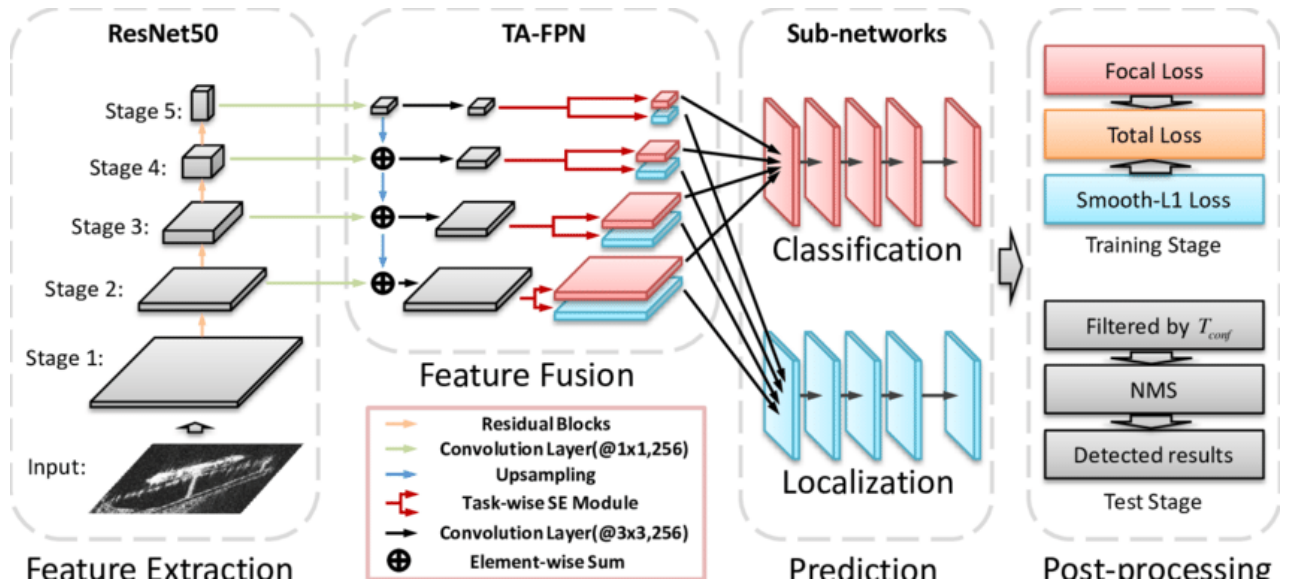 ResNet50
Stage 5:
Stage 4:
Stage 3:
Stage 2:
Stage 1:
Input:
Feature Extraction
TA-FPN
Feature Fusion
Residual Blocks
Convolution Layer(@1x1,256)
Upsampling
Task-wise SE Module
Convolution Layer(@3x3,256)
Element-wise Sum
Sub-networks
Classification
Localization
Prediction
Focal Loss
Total Loss
Smooth-L1 Loss
Training Stage
Filtered by T_conf
NMS
Detected results
Test Stage
Post-processing